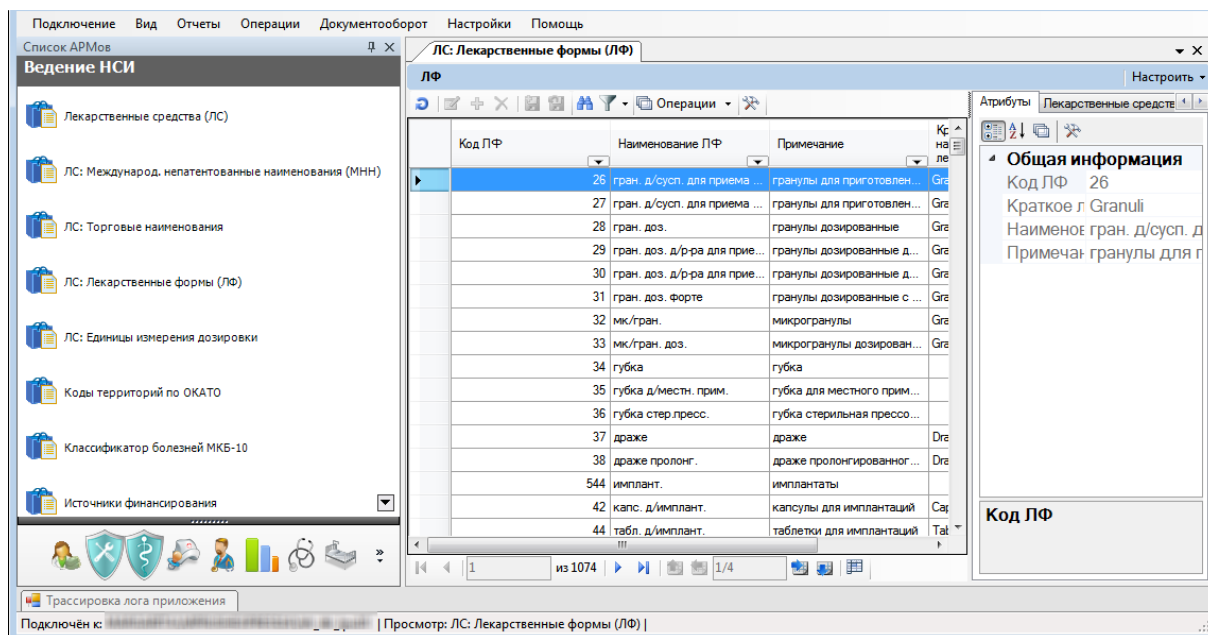 Подключение Вид Отчеты Операции Документооборот Настройки Помощь
Список АРМов
Ведение НСИ
Лекарственные средства (ЛС)
ЛС: Международ. непатентованные наименования (МНН)
ЛС: Торговые наименования
ЛС: Лекарственные формы (ЛФ)
ЛС: Единицы измерения дозировки
Коды территорий по ОКАТО
Классификатор болезней МКБ-10
Источники финансирования
ЛС: Лекарственные формы (ЛФ)
ЛФ Настроить
Операции
Код ЛФ Наименование ЛФ Примечание Кр
на
ле
26 гран. д/сусп. для приема ... гранулы для приготовлен... Gra
27 гран. д/сусп. для приема ... гранулы для приготовлен... Gra
28 гран. доз. гранулы дозированные Gra
29 гран. доз. д/р-ра для прие... гранулы дозированные д... Gra
30 гран. доз. д/р-ра для прие... гранулы дозированные д... Gra
31 гран. доз. форте гранулы дозированные с ... Gra
32 мк/гран. микрогранулы Gra
33 мк/гран. доз. микрогранулы дозирован... Gra
34 губка губка
35 губка д/местн. прим. губка для местного прим...
36 губка стер.пресс. губка стерильная прессо...
37 драже драже Dra
38 драже пролонг. драже пролонгированног... Dra
544 имплант. имплантаты
42 капс. д/имплант. капсулы для имплантаций Cap
44 табл. д/имплант. таблетки для имплантаций Tab
1 из 1074 1/4
Атрибуты Лекарственные средств
Общая информация
Код ЛФ 26
Краткое л Granuli
Наименов гран. д/сусп. д
Примечан гранулы для п
Код ЛФ
Трассировка лога приложения
Подключён к: | Просмотр: ЛС: Лекарственные формы (ЛФ) |